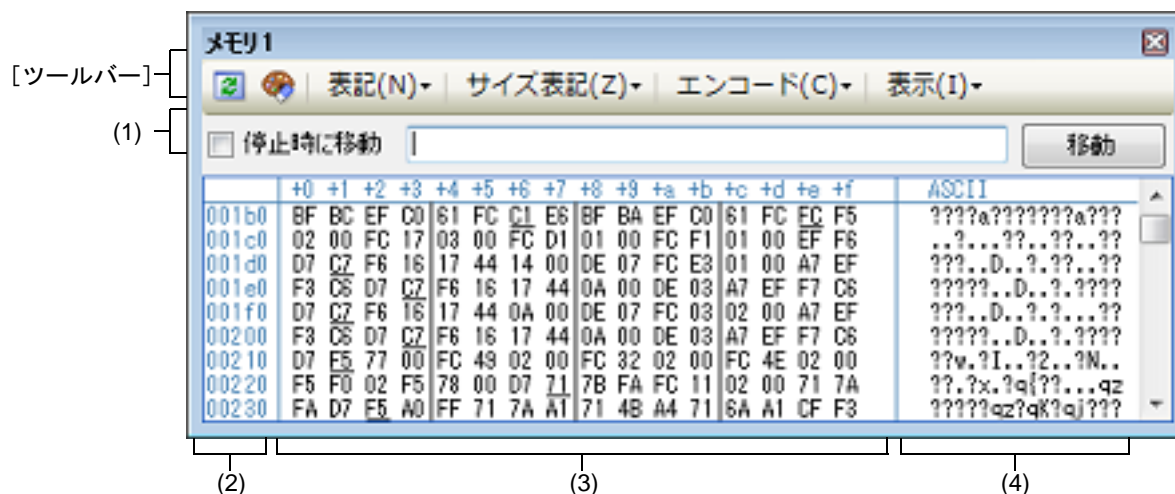 メモリ1
[ツールバー]
表記(N) サイズ表記(Z) エンコード(C) 表示(I)
(1)
停止時に移動 移動
+0 +1 +2 +3 +4 +5 +6 +7 +8 +9 +a +b +c +d +e +f ASCII
001b0 BF BC EF C0 61 FC C1 E6 BF BA EF C0 61 FC FC F5 ????a???????a???
001c0 02 00 FC 17 03 00 FC D1 01 00 FC F1 01 00 EF F6 ..?...??..??..??
001d0 D7 C7 F6 16 17 44 14 00 DE 07 FC E3 01 00 A7 EF ???..D..?.??..??
001e0 F3 C6 D7 C7 F6 16 17 44 0A 00 DE 03 A7 EF F7 C6 ?????..D..?.????
001f0 D7 C7 F6 16 17 44 0A 00 DE 07 FC 03 02 00 A7 EF ???..D..?.?...??
00200 F3 C6 D7 C7 F6 16 17 44 0A 00 DE 03 A7 EF F7 C6 ?????..D..?.????
00210 D7 F5 77 00 FC 49 02 00 FC 32 02 00 FC 4E 02 00 ??w.?I..?2..?N..
00220 F5 F0 02 F5 78 00 D7 71 7B FA FC 11 02 00 71 7A ??.?x.?q{??...qz
00230 FA D7 E5 A0 FF 71 7A A1 71 4B A4 71 6A A1 CF F3 ?????qz?qK?qj???
(2) (3) (4)